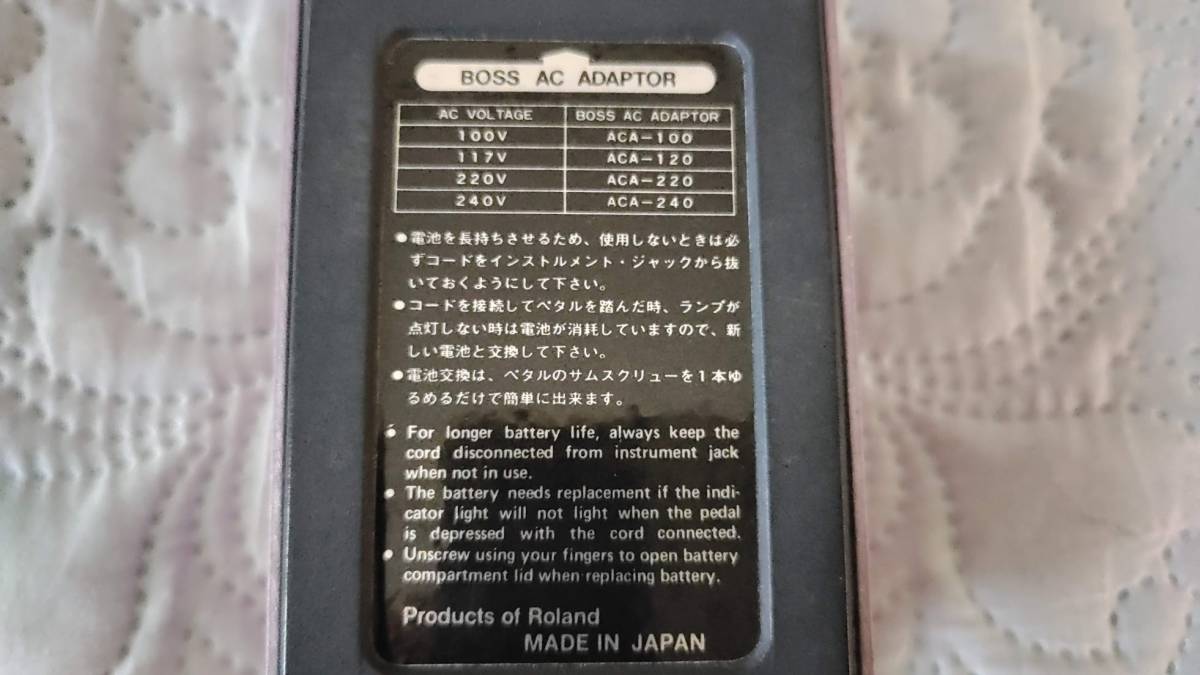 BOSS AC ADAPTOR
AC VOLTAGE BOSS AC ADAPTOR
100V ACA-100
117V ACA-120
220V ACA-220
240V ACA-240
●電池を長持ちさせるため、使用しないときは必
ずコードをインストルメント・ジャックから抜
いておくようにして下さい。
●コードを接続してペタルを踏んだ時、ランプが
点灯しない時は電池が消耗していますので、新
しい電池と交換して下さい。
●電池交換は、ペタルのサムスクリューを1本ゆ
るめるだけで簡単に出来ます。
● For longer battery life, always keep the
cord disconnected from instrument jack
when not in use.
● The battery needs replacement if the indi-
cator light will not light when the pedal
is depressed with the cord connected.
● Unscrew using your fingers to open battery
compartment lid when replacing battery.
Products of Roland
MADE IN JAPAN